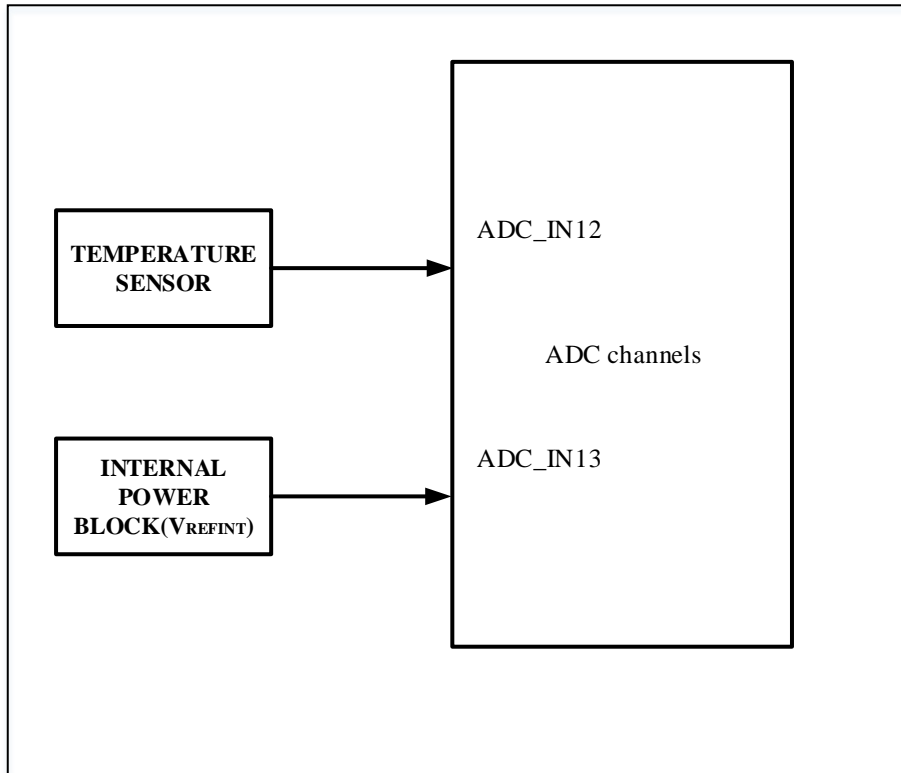 ADC_IN12
TEMPERATURE
SENSOR
ADC channels
ADC_IN13
INTERNAL
POWER
BLOCK(VREFINT)